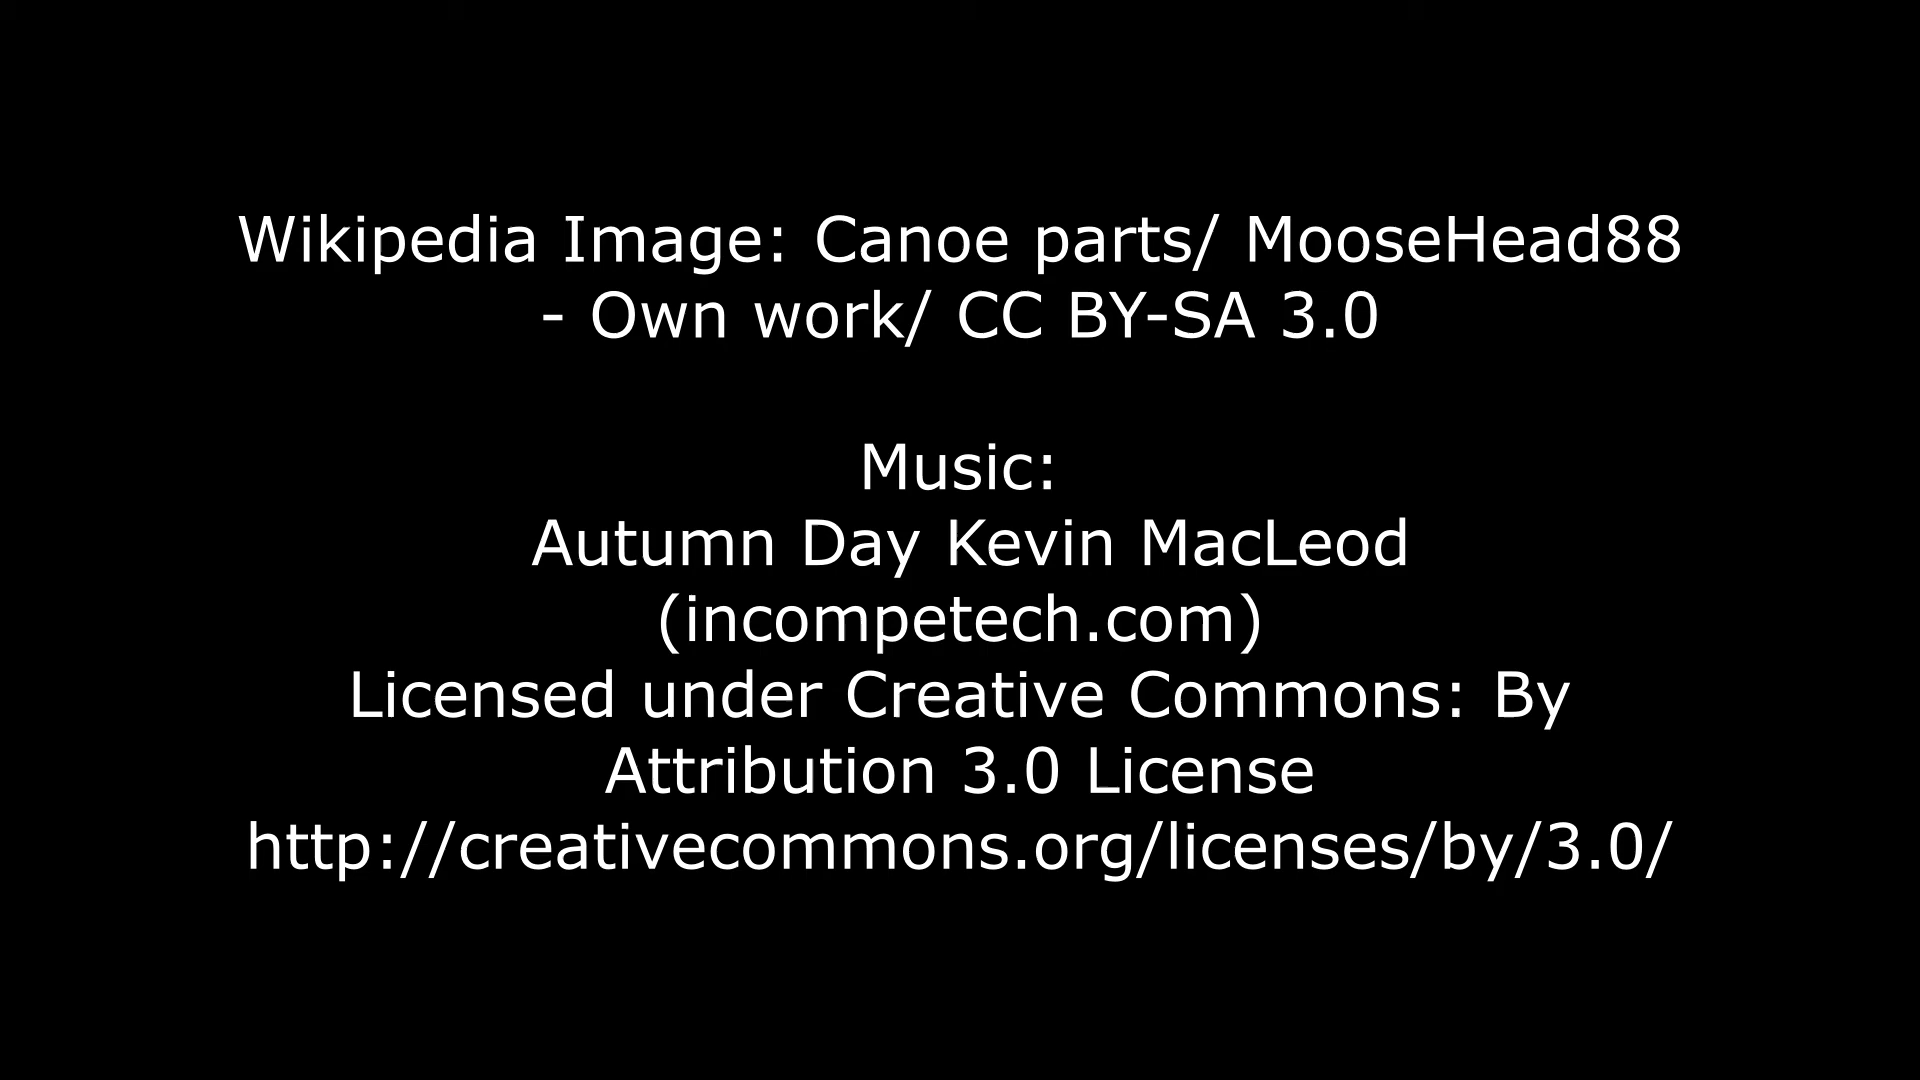 Wikipedia Image: Canoe parts/ MooseHead88
- Own work/ CC BY-SA 3.0
Music:
Autumn Day Kevin MacLeod
(incompetech.com)
Licensed under Creative Commons: By
Attribution 3.0 License
http://creativecommons.org/licenses/by/3.0/